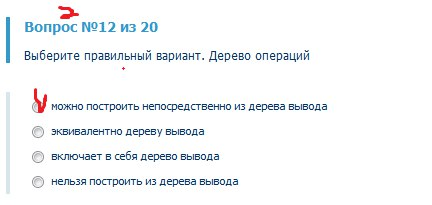 Вопрос №12 из 20
Выберите правильный вариант. Дерево операций
можно построить непосредственно из дерева вывода
эквивалентно дереву вывода
включает в себя дерево вывода
нельзя построить из дерева вывода